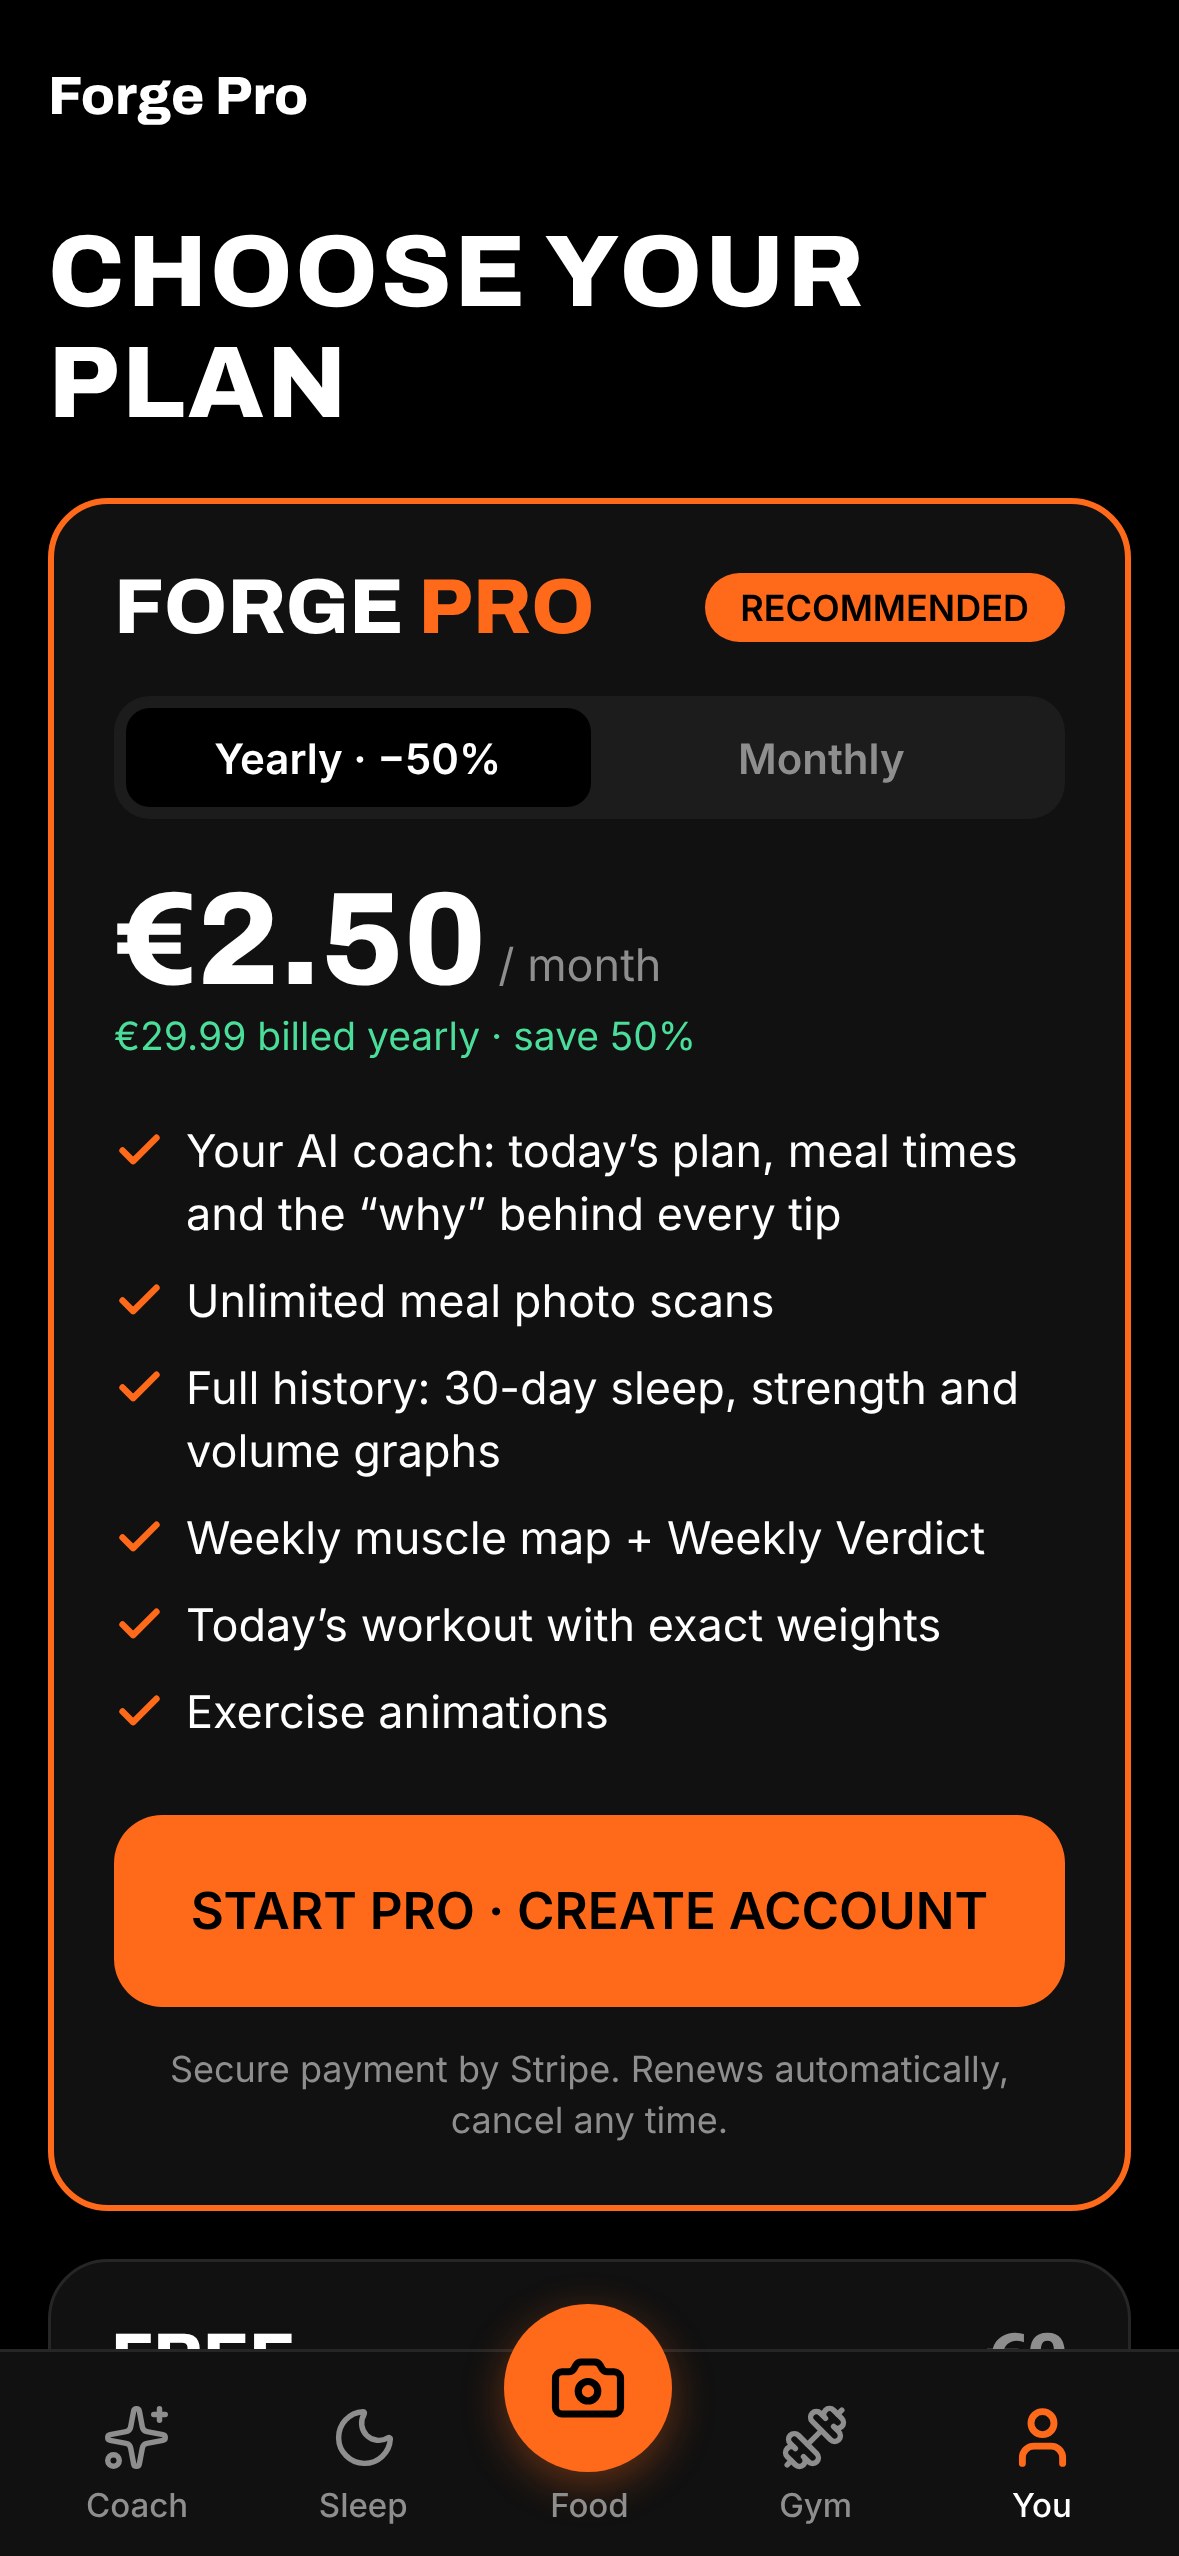 Forge Pro
CHOOSE YOUR
PLAN
FORGE PRO
RECOMMENDED
Yearly · −50%
Monthly
€2.50 / month
€29.99 billed yearly · save 50%
Your AI coach: today’s plan, meal times
and the “why” behind every tip
Unlimited meal photo scans
Full history: 30-day sleep, strength and
volume graphs
Weekly muscle map + Weekly Verdict
Today’s workout with exact weights
Exercise animations
START PRO · CREATE ACCOUNT
Secure payment by Stripe. Renews automatically,
cancel any time.
FREE
€0
Coach
Sleep
Food
Gym
You